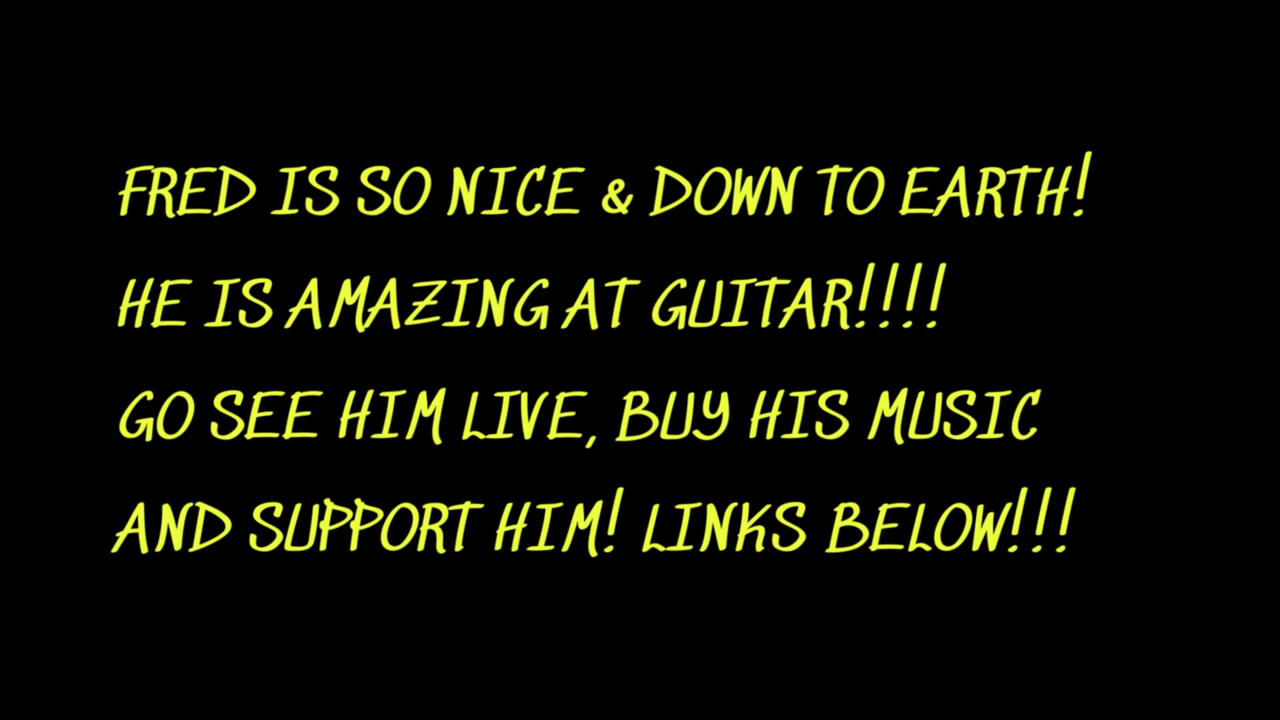 FRED IS SO NICE & DOWN TO EARTH!
HE IS AMAZING AT GUITAR!!!!
GO SEE HIM LIVE, BUY HIS MUSIC
AND SUPPORT HIM! LINKS BELOW!!!